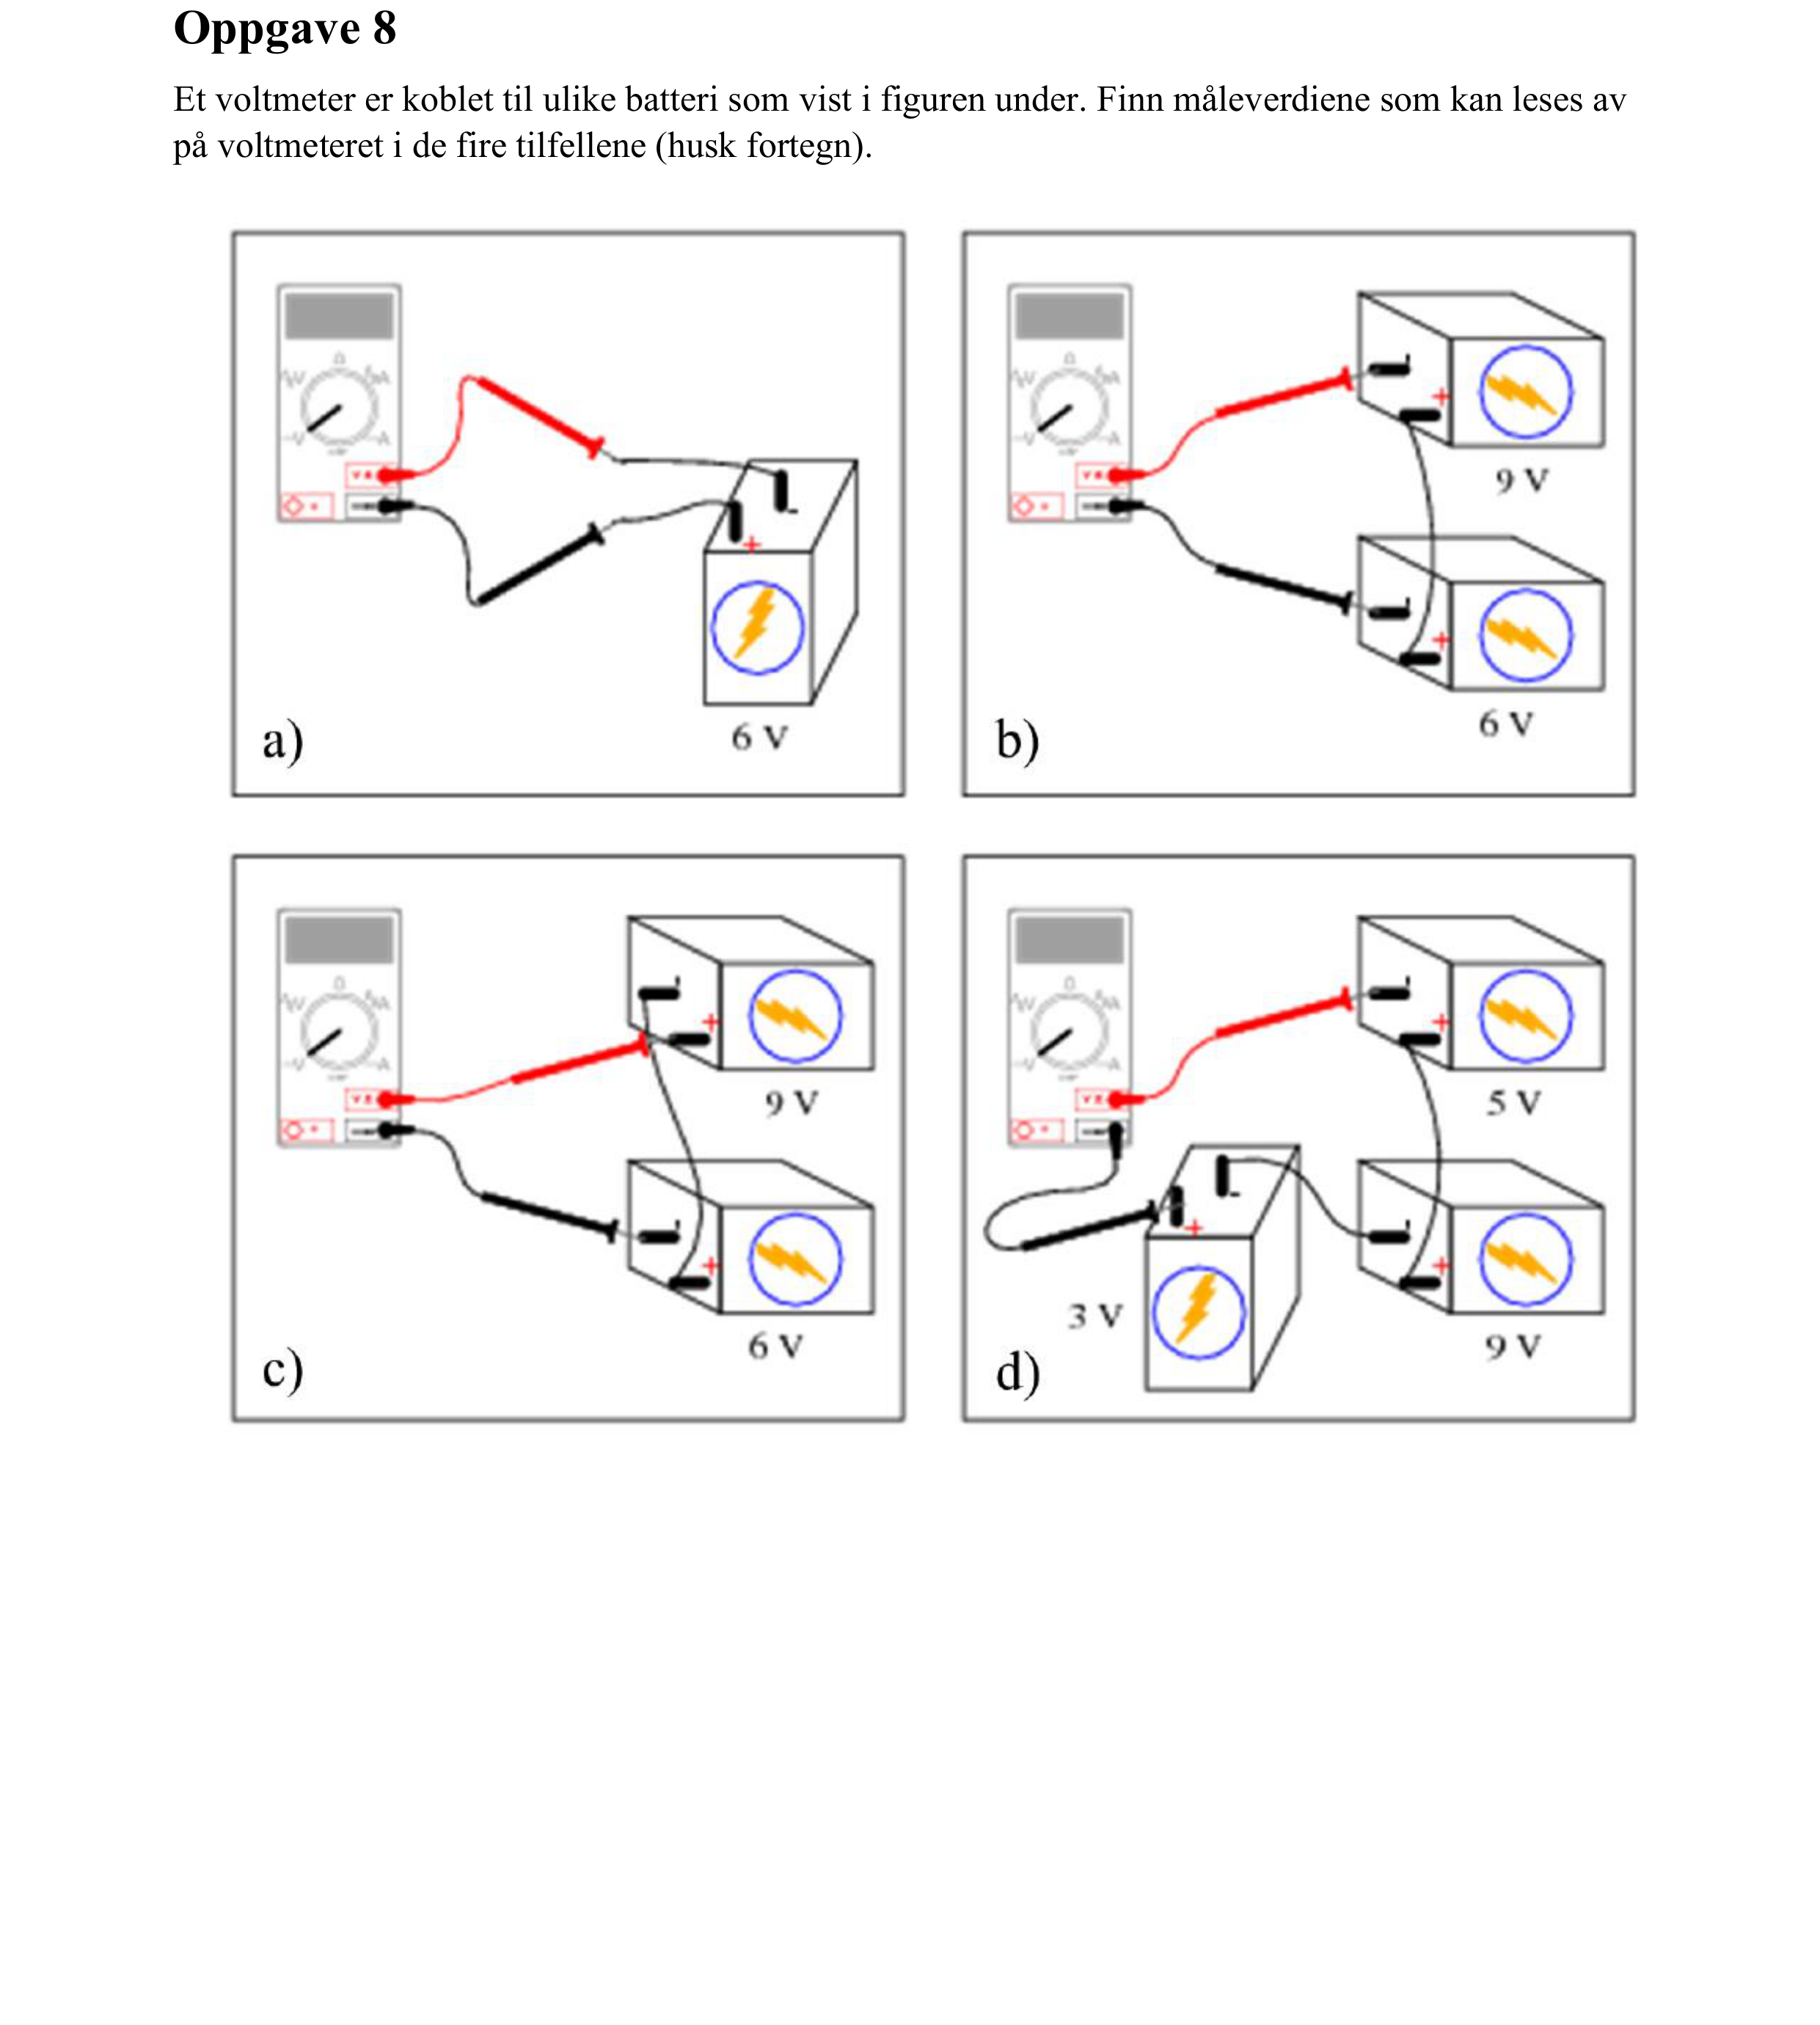 Oppgave 8
Et voltmeter er koblet til ulike batteri som vist i figuren under. Finn måleverdiene som kan leses av
på voltmeteret i de fire tilfellene (husk fortegn).
Ω
A
V
A
-
+
6 V
a)
Ω
A
V
A
-
+
9 V
-
+
6 V
b)
Ω
A
V
A
-
+
9 V
-
+
6 V
c)
Ω
A
V
A
-
+
5 V
-
+
3 V
-
+
9 V
d)